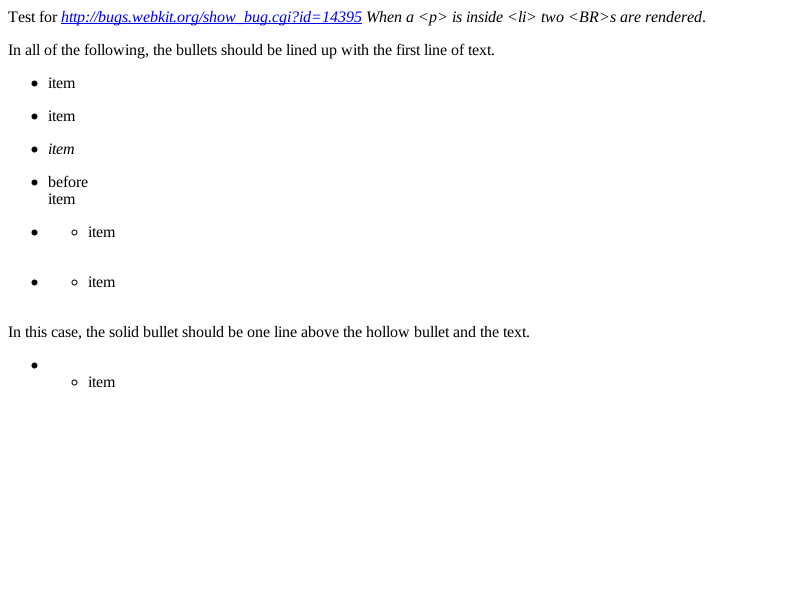 Test for http://bugs.webkit.org/show_bug.cgi?id=14395 When a <p> is inside <li> two <BR>s are rendered.
In all of the following, the bullets should be lined up with the first line of text.
• item
• item
• item
• before
item
• ◦ item
• ◦ item
In this case, the solid bullet should be one line above the hollow bullet and the text.
•
◦ item